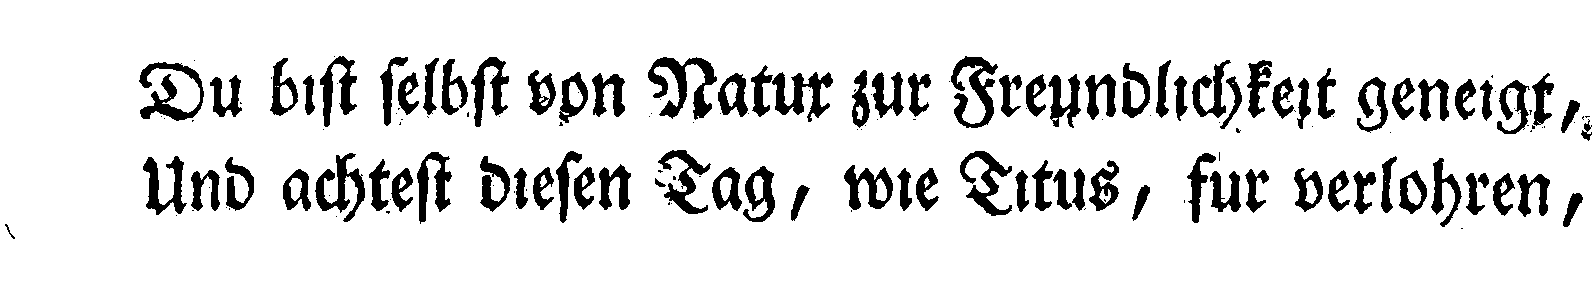 Du biſt ſelbſt von Natur zur Freundlichkeit geneigt,
Und achteſt dieſen Tag, wie Titus, fur verlohren,